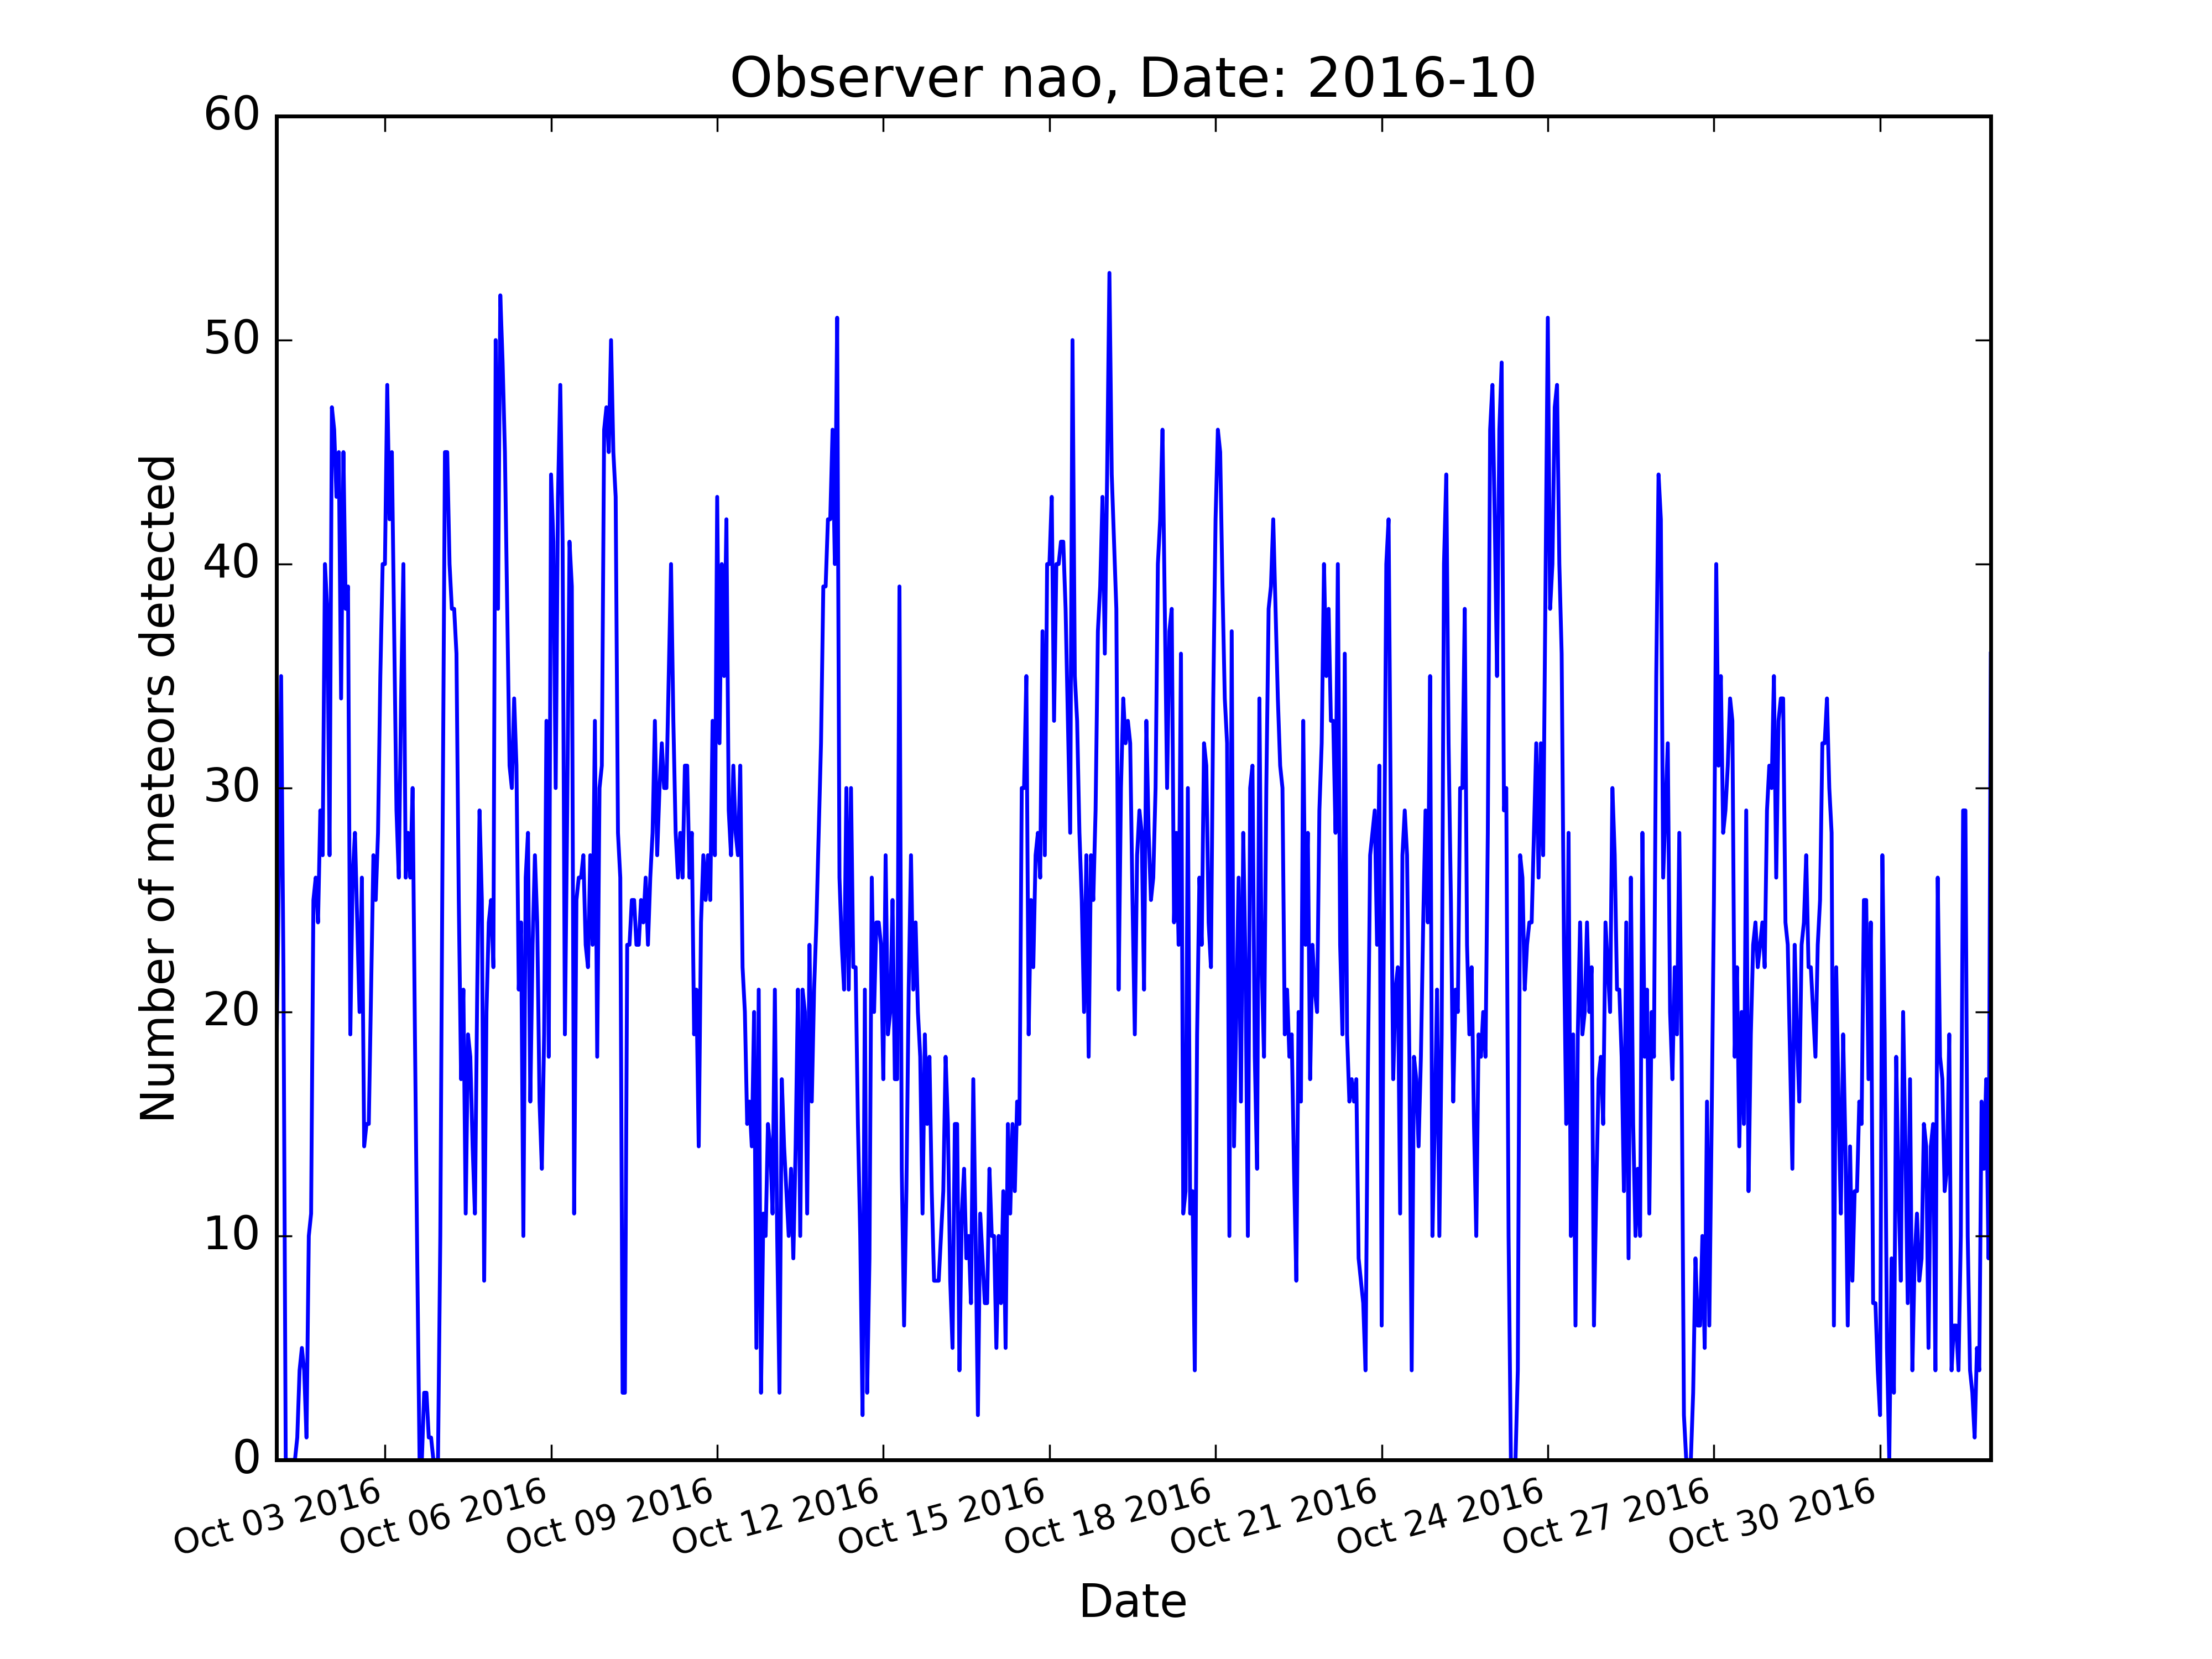 Observer nao, Date: 2016-10
Number of meteors detected
60
50
40
30
20
10
0
Oct 03 2016
Oct 06 2016
Oct 09 2016
Oct 12 2016
Oct 15 2016
Oct 18 2016
Oct 21 2016
Oct 24 2016
Oct 27 2016
Oct 30 2016
Date